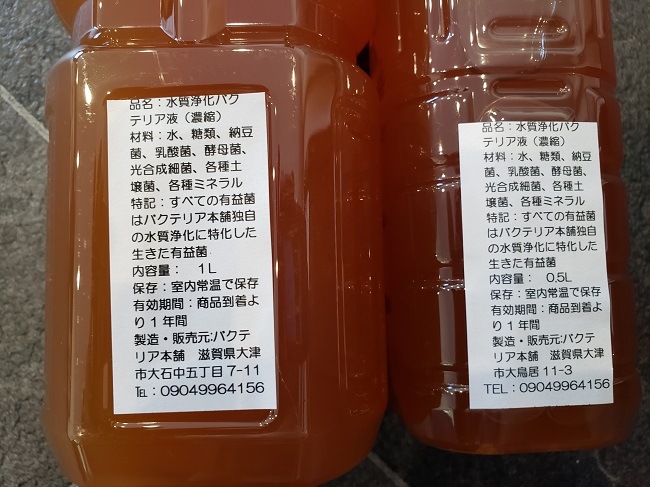 品名：水質浄化バク
テリア液（濃縮）
材料：水、糖類、納豆
菌、乳酸菌、酵母菌、
光合成細菌、各種土
壌菌、各種ミネラル
特記：すべての有益菌
はバクテリア本舗独自
の水質浄化に特化した
生きた有益菌
内容量：　1L
保存：室内常温で保存
有効期間：商品到着よ
り１年間
製造・販売元:バクテ
リア本舗　滋賀県大津
市大石中五丁目7-11
℡：09049964156
品名：水質浄化バク
テリア液（濃縮）
材料：水、糖類、納豆
菌、乳酸菌、酵母菌、
光合成細菌、各種土
壌菌、各種ミネラル
特記：すべての有益菌
はバクテリア本舗独自
の水質浄化に特化した
生きた有益菌
内容量：　0.5L
保存：室内常温で保存
有効期間：商品到着よ
り１年間
製造・販売元:バクテ
リア本舗　滋賀県大津
市大鳥居11-3
TEL：09049964156